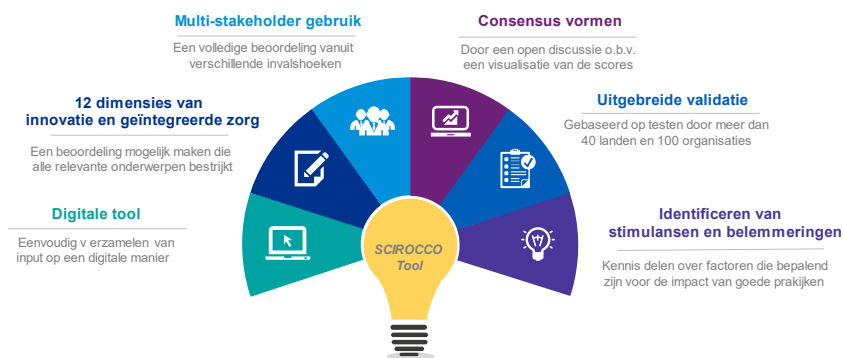 Multi-stakeholder gebruik
Een volledige beoordeling vanuit
verschillende invalshoeken
Consensus vormen
Door een open discussie o.b.v.
een visualisatie van de scores
12 dimensies van
innovatie en geïntegreerde zorg
Een beoordeling mogelijk maken die
alle relevante onderwerpen bestrijkt
Uitgebreide validatie
Gebaseerd op testen door meer dan
40 landen en 100 organisaties
Digitale tool
Eenvoudig v erzamelen van
input op een digitale manier
Identificeren van
stimulansen en belemmeringen
Kennis delen over factoren die bepalend
zijn voor de impact van goede prakijken
SCIROCCO
Tool